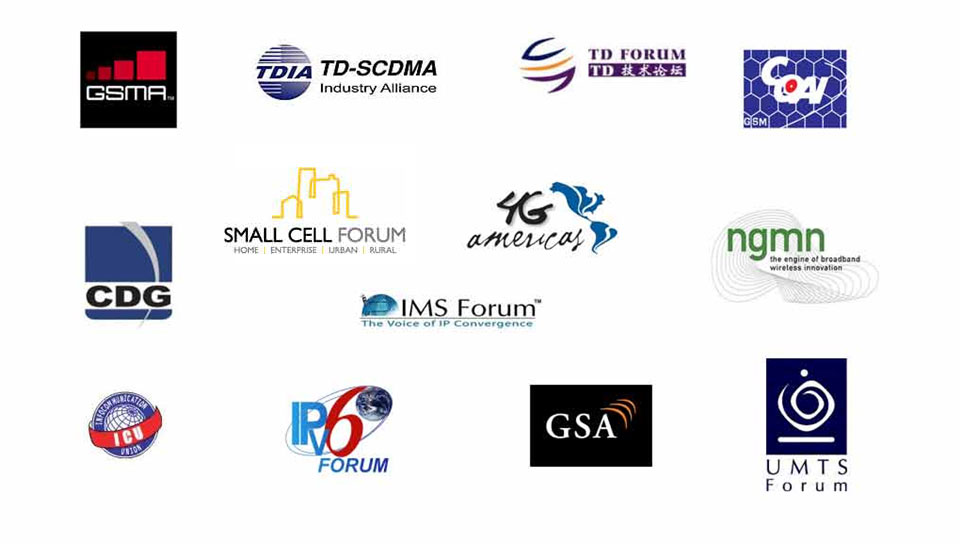 GSMA™
TDIA TD-SCDMA
Industry Alliance
TD FORUM
TD 技术论坛
COAI
GSM
SMALL CELL FORUM
HOME | ENTERPRISE | URBAN | RURAL
4G
americas
ngmn
the engine of broadband
wireless innovation
CDG
IMS Forum™
The Voice of IP Convergence
INFOCOMMUNICATION
ICU
UNION
IPv6
FORUM
GSA
UMTS
Forum